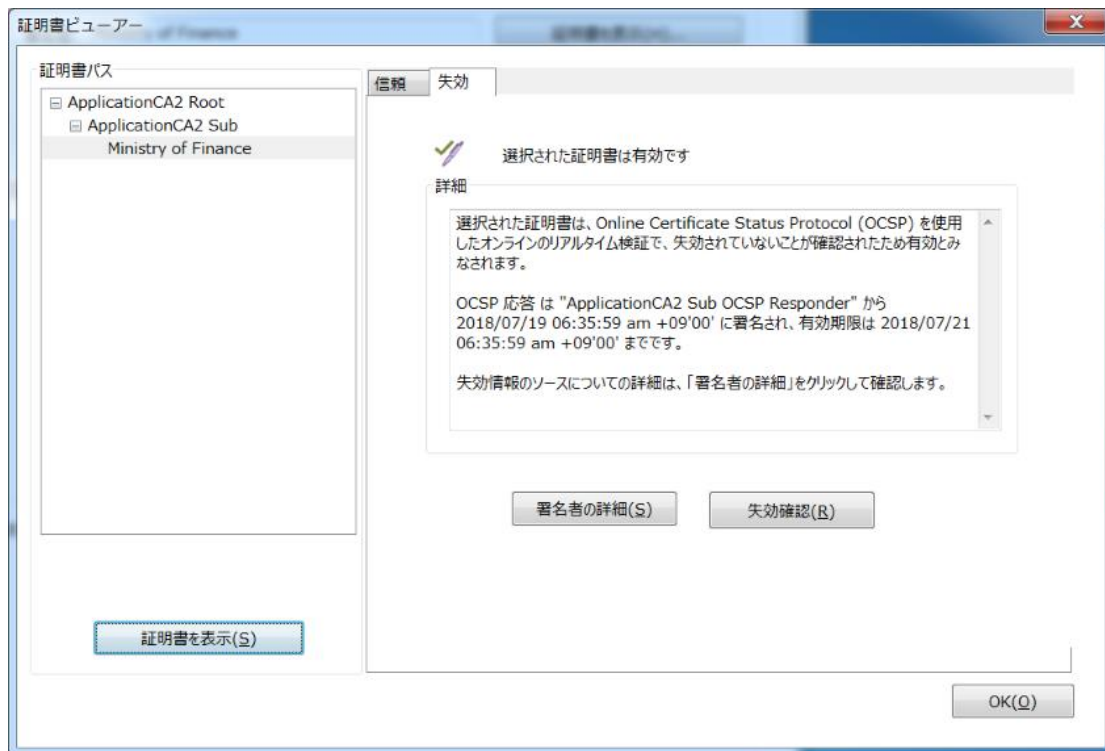 証明書ビューアー
証明書パス
ApplicationCA2 Root
ApplicationCA2 Sub
Ministry of Finance
証明書を表示(S)
信頼
失効
選択された証明書は有効です
詳細
選択された証明書は、Online Certificate Status Protocol (OCSP) を使用
したオンラインのリアルタイム検証で、失効されていないことが確認されたため有効とみ
なされます。
OCSP 応答 は "ApplicationCA2 Sub OCSP Responder" から
2018/07/19 06:35:59 am +09'00' に署名され、有効期限は 2018/07/21
06:35:59 am +09'00' までです。
失効情報のソースについての詳細は、「署名者の詳細」をクリックして確認します。
署名者の詳細(S)
失効確認(R)
OK(O)